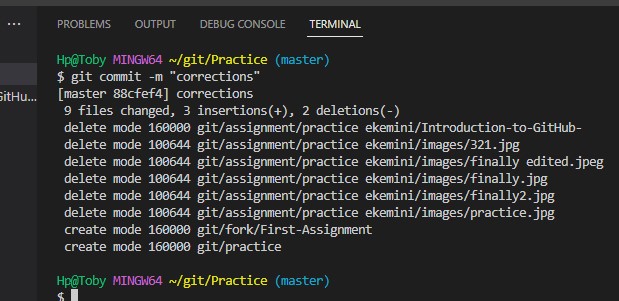 ...
PROBLEMS OUTPUT DEBUG CONSOLE TERMINAL
Hp@Toby MINGW64 ~/git/Practice (master)
$ git commit -m "corrections"
[master 88cfef4] corrections
9 files changed, 3 insertions(+), 2 deletions(-)
delete mode 160000 git/assignment/practice ekemini/Introduction-to-GitHub-
delete mode 100644 git/assignment/practice ekemini/images/321.jpg
delete mode 100644 git/assignment/practice ekemini/images/finally edited.jpeg
delete mode 100644 git/assignment/practice ekemini/images/finally.jpg
delete mode 100644 git/assignment/practice ekemini/images/finally2.jpg
delete mode 100644 git/assignment/practice ekemini/images/practice.jpg
create mode 160000 git/fork/First-Assignment
create mode 160000 git/practice
Hp@Toby MINGW64 ~/git/Practice (master)
$
GitHu...